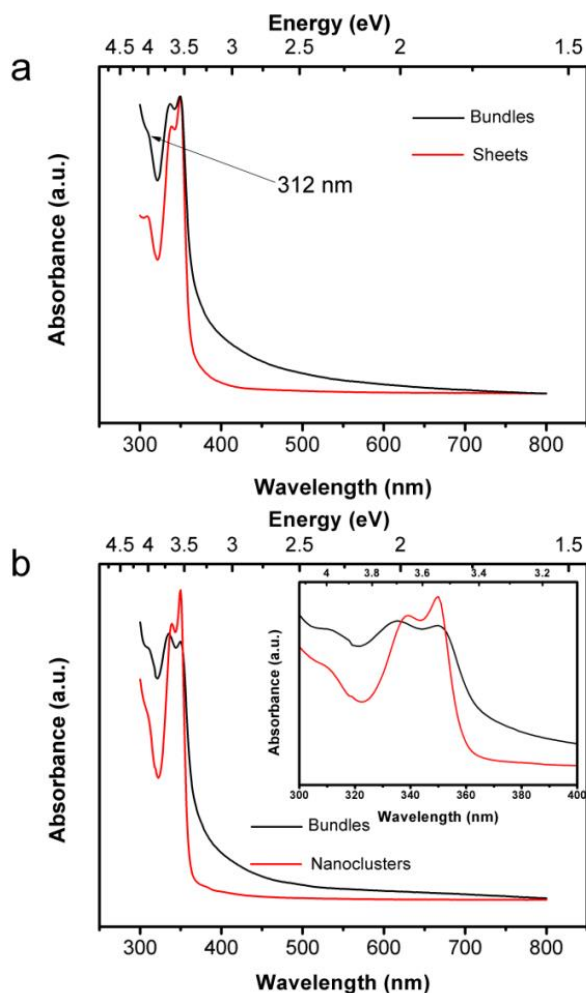 Energy (eV)
4.5 4 3.5 3 2.5 2 1.5
a
Bundles
Sheets
312 nm
Absorbance (a.u.)
300 400 500 600 700 800
Wavelength (nm)
Energy (eV)
4.5 4 3.5 3 2.5 2 1.5
b
4 3.8 3.6 3.4 3.2
Absorbance (a.u.)
300 320 340 360 380 400
Wavelength (nm)
Bundles
Nanoclusters
Absorbance (a.u.)
300 400 500 600 700 800
Wavelength (nm)